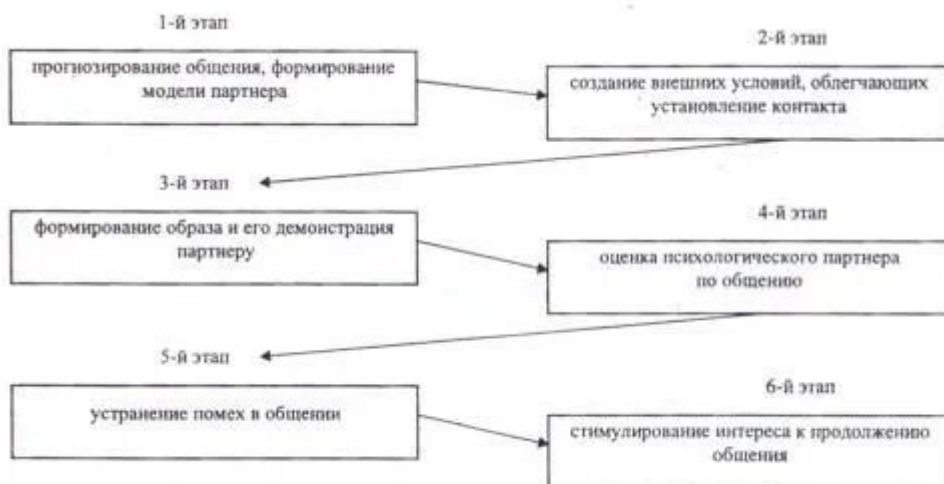 1-й этап
прогнозирование общения, формирование
модели партнера
2-й этап
создание внешних условий, облегчающих
установление контакта
3-й этап
формирование образа и его демонстрация
партнеру
4-й этап
оценка психологического партнера
по общению
5-й этап
устранение помех в общении
6-й этап
стимулирование интереса к продолжению
общения